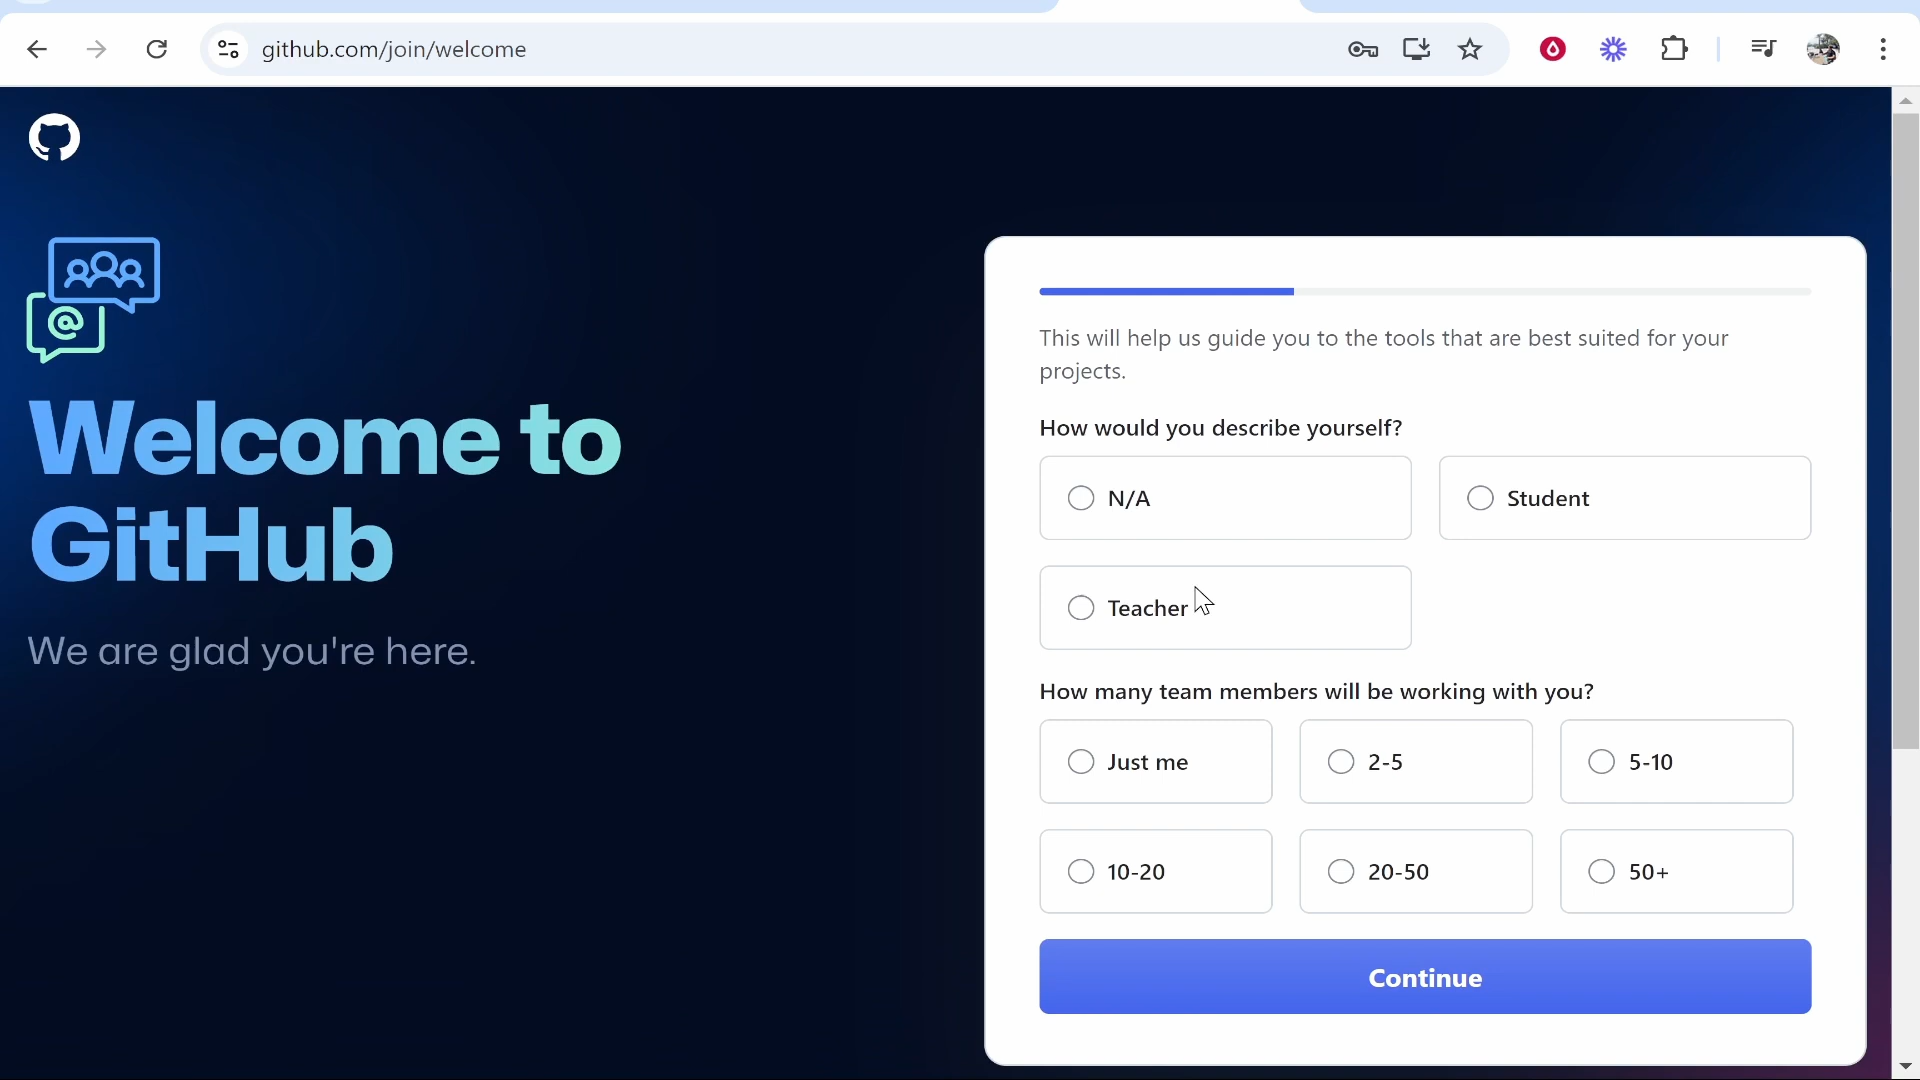 github.com/join/welcome
@
Welcome to
GitHub
We are glad you're here.
This will help us guide you to the tools that are best suited for your
projects.
How would you describe yourself?
N/A
Student
Teacher
How many team members will be working with you?
Just me
2-5
5-10
10-20
20-50
50+
Continue